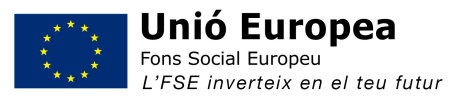 Unió Europea
Fons Social Europeu
L'FSE inverteix en el teu futur